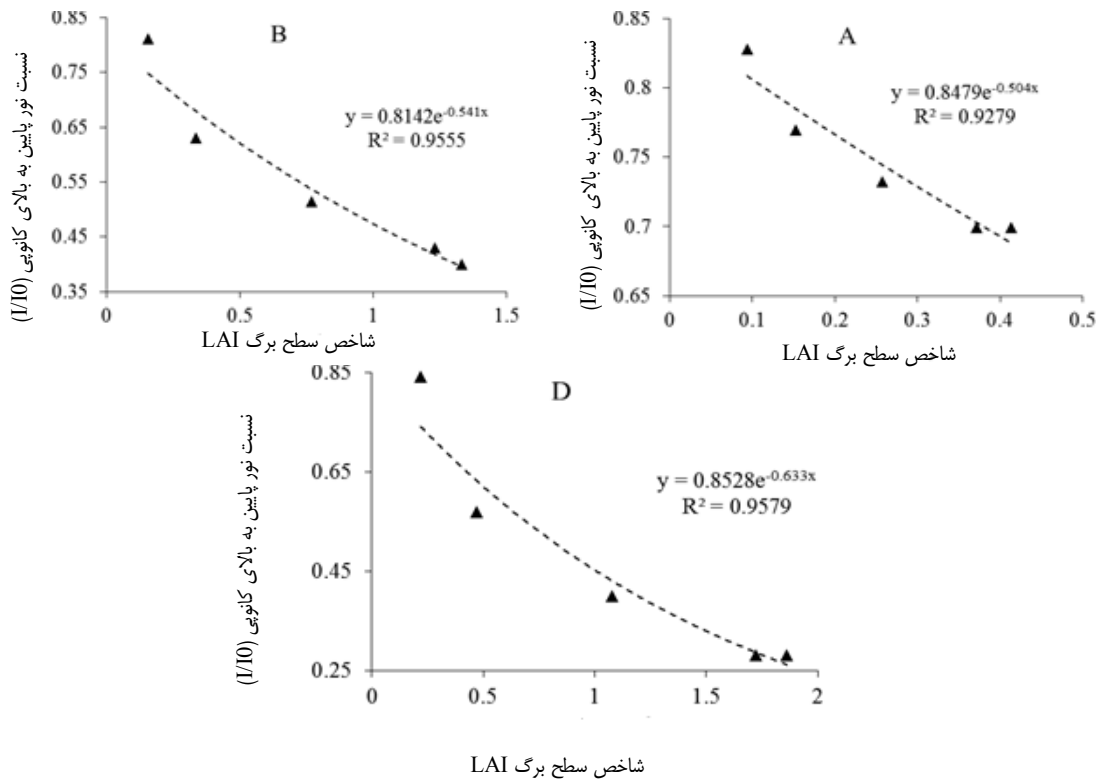 B
y = 0.8142e^-0.541x
R² = 0.9555
0.85
0.75
0.65
0.55
0.45
0.35
0
0.5
1
1.5
نسبت نور پایین به بالای کانوپی (I/I0)
شاخص سطح برگ LAI
A
y = 0.8479e^-0.504x
R² = 0.9279
0.85
0.8
0.75
0.7
0.65
0
0.1
0.2
0.3
0.4
0.5
نسبت نور پایین به بالای کانوپی (I/I0)
شاخص سطح برگ LAI
D
y = 0.8528e^-0.633x
R² = 0.9579
0.85
0.65
0.45
0.25
0
0.5
1
1.5
2
نسبت نور پایین به بالای کانوپی (I/I0)
شاخص سطح برگ LAI